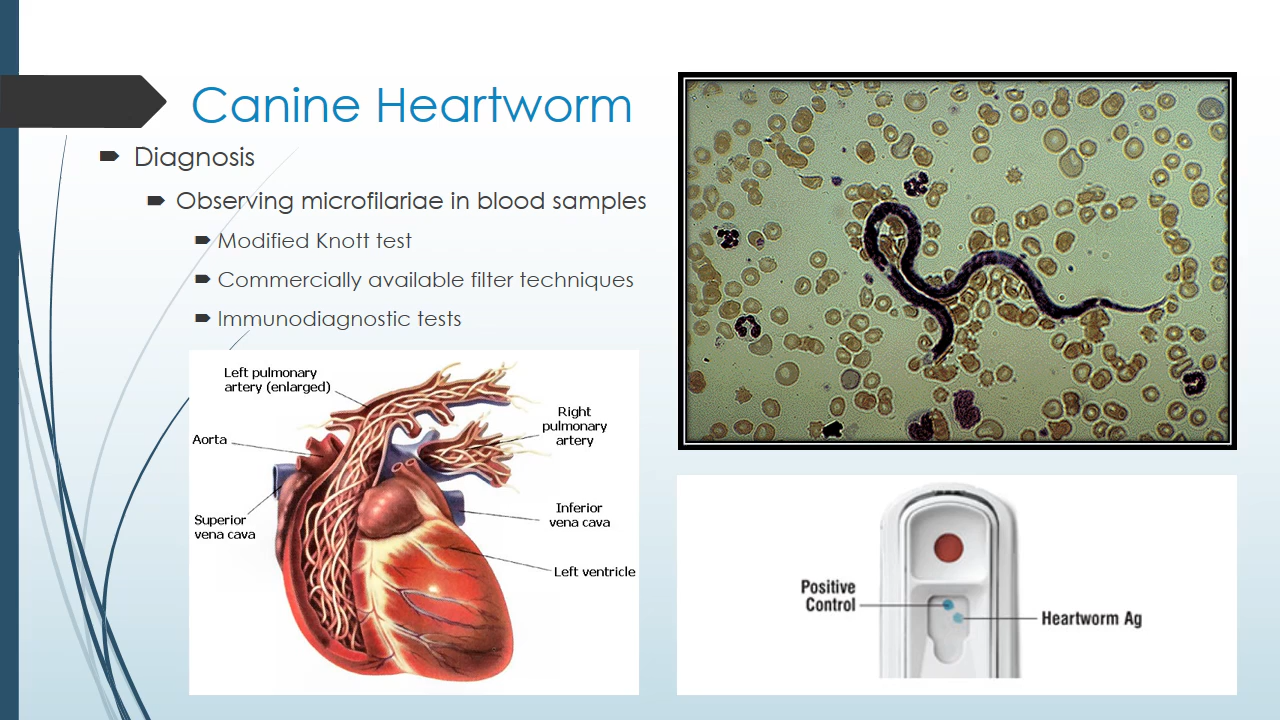 Canine Heartworm
Diagnosis
Observing microfilariae in blood samples
Modified Knott test
Commercially available filter techniques
Immunodiagnostic tests
Left pulmonary
artery (enlarged)
Right
pulmonary
artery
Aorta
Superior
vena cava
Inferior
vena cava
Left ventricle
Positive
Control
Heartworm Ag